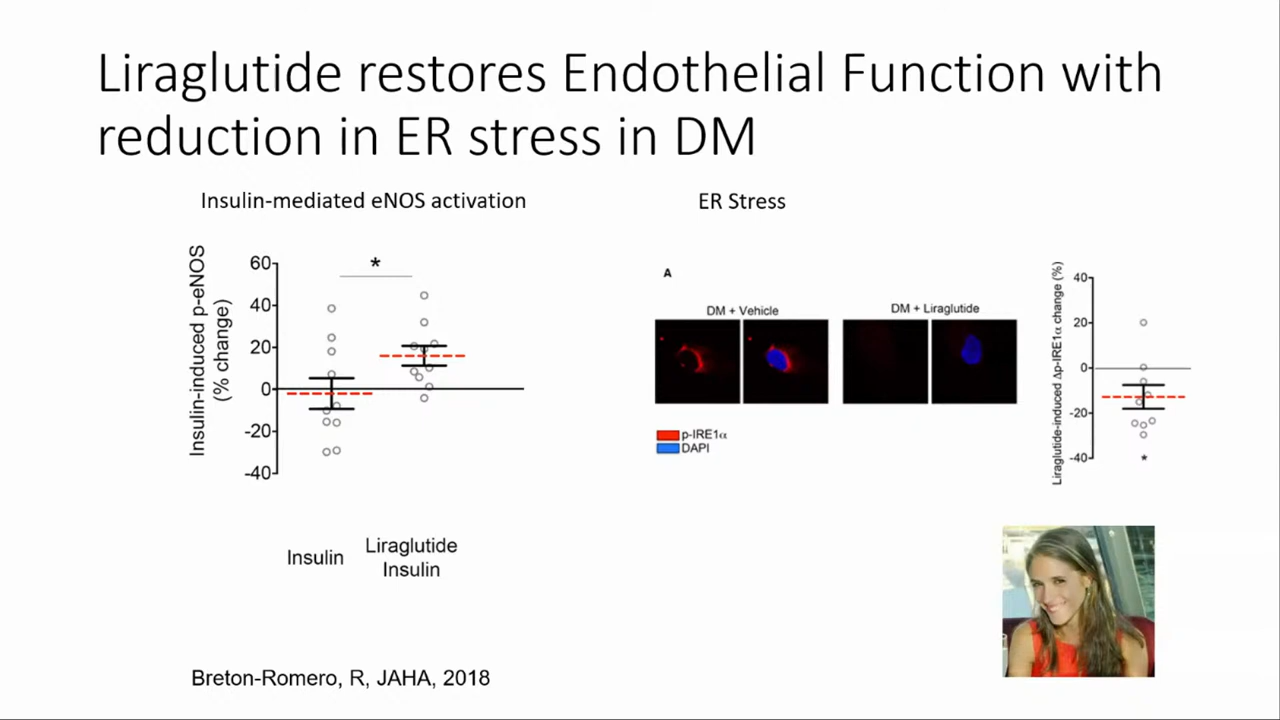 Liraglutide restores Endothelial Function with
reduction in ER stress in DM
Insulin-mediated eNOS activation
ER Stress
Insulin-induced p-eNOS
(% change)
60
40
20
0
-20
-40
*
Insulin
Liraglutide
Insulin
A
DM + Vehicle
DM + Liraglutide
p-IRE1α
DAPI
Liraglutide-induced Δp-IRE1α change (%)
40
20
0
-20
-40
*
Breton-Romero, R, JAHA, 2018